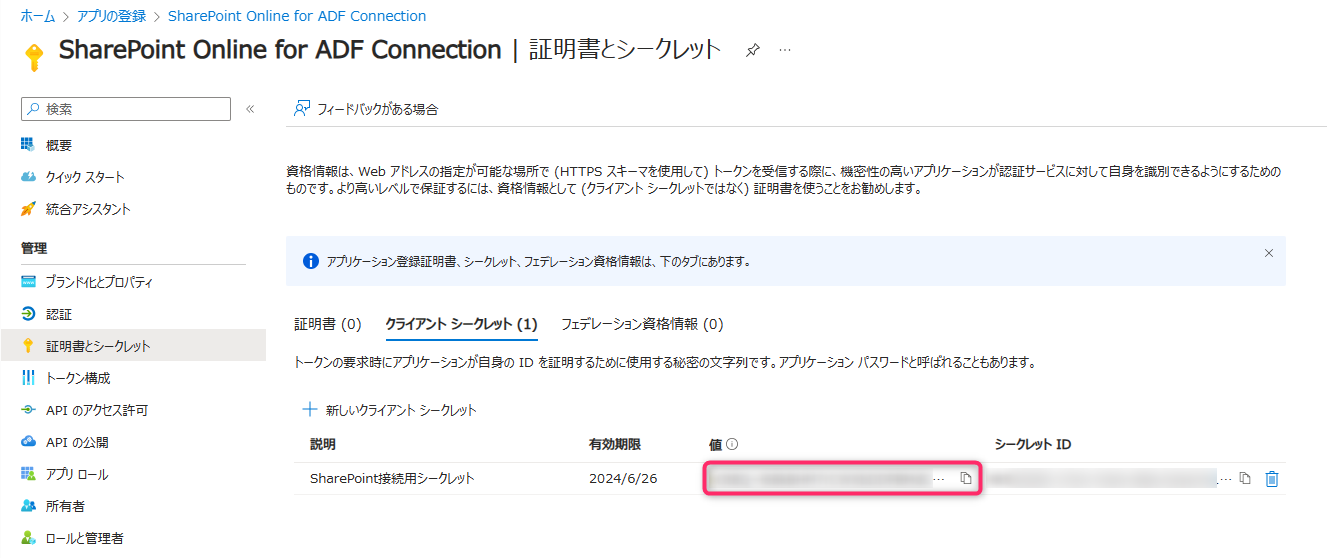 ホーム > アプリの登録 > SharePoint Online for ADF Connection
SharePoint Online for ADF Connection | 証明書とシークレット ...
検索 «
フィードバックがある場合
概要
クイック スタート
統合アシスタント
管理
ブランド化とプロパティ
認証
証明書とシークレット
トークン構成
API のアクセス許可
API の公開
アプリ ロール
所有者
ロールと管理者
資格情報は、Web アドレスの指定が可能な場所で (HTTPS スキーマを使用して) トークンを受信する際に、機密性の高いアプリケーションが認証サービスに対して自身を識別できるようにするための
ものです。より高いレベルで保証するには、資格情報として (クライアント シークレットではなく) 証明書を使うことをお勧めします。
アプリケーション登録証明書、シークレット、フェデレーション資格情報は、下のタブにあります。
証明書 (0) クライアント シークレット (1) フェデレーション資格情報 (0)
トークンの要求時にアプリケーションが自身の ID を証明するために使用する秘密の文字列です。アプリケーション パスワードと呼ばれることもあります。
新しいクライアント シークレット
説明 有効期限 値 シークレット ID
SharePoint接続用シークレット 2024/6/26 ... ...